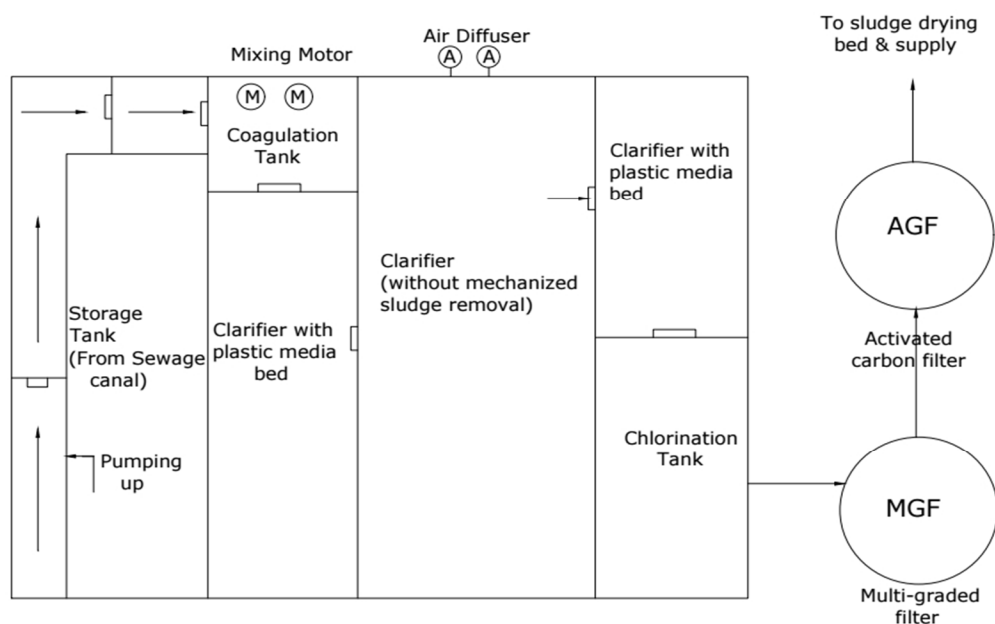 To sludge drying
bed & supply
Air Diffuser
Mixing Motor
A A
M M
Coagulation
Tank
Clarifier with
plastic media
bed
AGF
Clarifier
(without mechanized
sludge removal)
Storage
Tank
(From Sewage
canal)
Clarifier with
plastic media
bed
Activated
carbon filter
Chlorination
Tank
Pumping
up
MGF
Multi-graded
filter